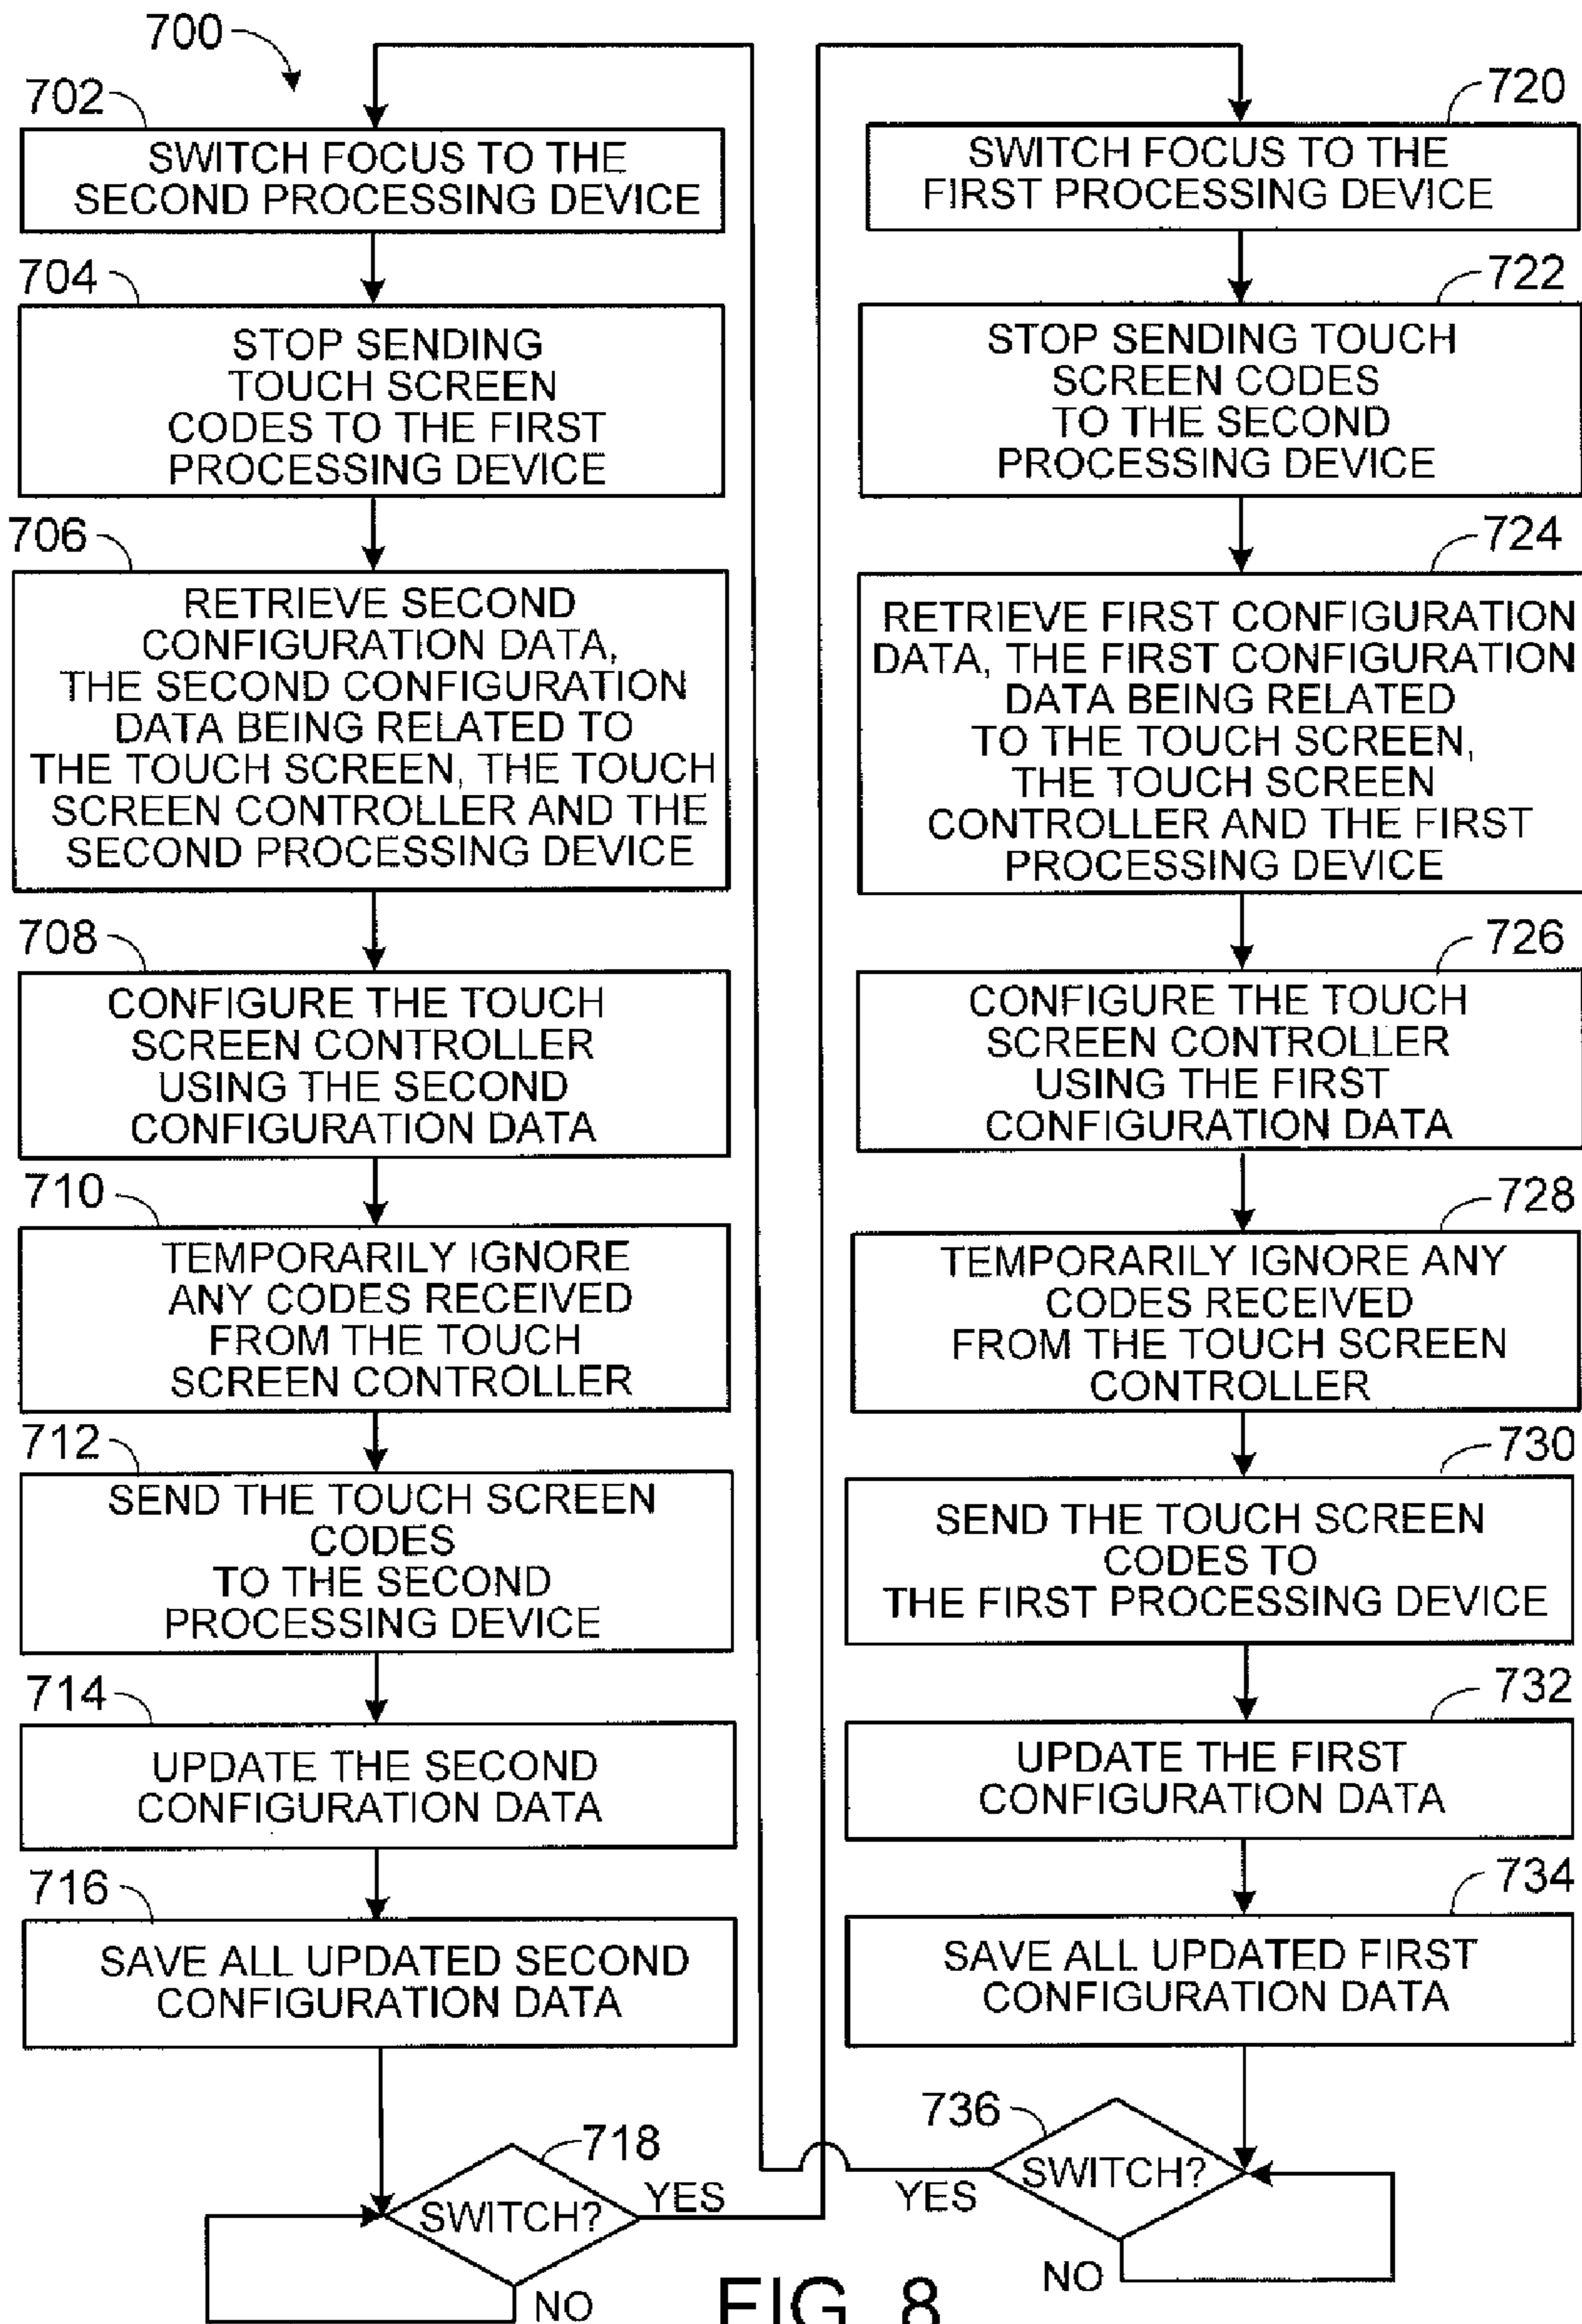 700
702
SWITCH FOCUS TO THE
SECOND PROCESSING DEVICE
704
STOP SENDING
TOUCH SCREEN
CODES TO THE FIRST
PROCESSING DEVICE
706
RETRIEVE SECOND
CONFIGURATION DATA,
THE SECOND CONFIGURATION
DATA BEING RELATED TO
THE TOUCH SCREEN, THE TOUCH
SCREEN CONTROLLER AND THE
SECOND PROCESSING DEVICE
708
CONFIGURE THE TOUCH
SCREEN CONTROLLER
USING THE SECOND
CONFIGURATION DATA
710
TEMPORARILY IGNORE
ANY CODES RECEIVED
FROM THE TOUCH
SCREEN CONTROLLER
712
SEND THE TOUCH SCREEN
CODES
TO THE SECOND
PROCESSING DEVICE
714
UPDATE THE SECOND
CONFIGURATION DATA
716
SAVE ALL UPDATED SECOND
CONFIGURATION DATA
718
SWITCH?
YES
NO
720
SWITCH FOCUS TO THE
FIRST PROCESSING DEVICE
722
STOP SENDING TOUCH
SCREEN CODES
TO THE SECOND
PROCESSING DEVICE
724
RETRIEVE FIRST CONFIGURATION
DATA, THE FIRST CONFIGURATION
DATA BEING RELATED
TO THE TOUCH SCREEN,
THE TOUCH SCREEN
CONTROLLER AND THE FIRST
PROCESSING DEVICE
726
CONFIGURE THE TOUCH
SCREEN CONTROLLER
USING THE FIRST
CONFIGURATION DATA
728
TEMPORARILY IGNORE ANY
CODES RECEIVED
FROM THE TOUCH SCREEN
CONTROLLER
730
SEND THE TOUCH SCREEN
CODES TO
THE FIRST PROCESSING DEVICE
732
UPDATE THE FIRST
CONFIGURATION DATA
734
SAVE ALL UPDATED FIRST
CONFIGURATION DATA
736
SWITCH?
YES
NO
FIG. 8